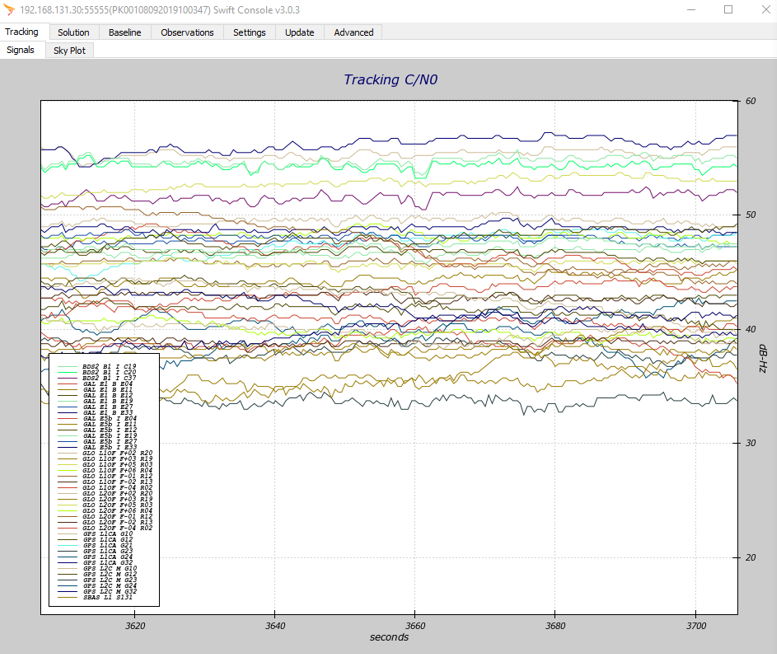 192.168.131.30:55555(PK00108092019100347) Swift Console v3.0.3
Tracking Solution Baseline Observations Settings Update Advanced
Signals Sky Plot
Tracking C/N0
60
50
40
30
20
dB-Hz
BDS2 B1 I C19
BDS2 B1 I C20
BDS2 B1 I C37
GAL E1 B E04
GAL E1 B E11
GAL E1 B E12
GAL E1 B E19
GAL E1 B E27
GAL E1 B E33
GAL E5b I E04
GAL E5b I E11
GAL E5b I E12
GAL E5b I E19
GAL E5b I E27
GAL E5b I E33
GLO L1OF F+02 R20
GLO L1OF F+03 R19
GLO L1OF F+05 R03
GLO L1OF F+06 R04
GLO L1OF F-01 R12
GLO L1OF F-02 R13
GLO L1OF F-04 R02
GLO L2OF F+02 R20
GLO L2OF F+03 R19
GLO L2OF F+05 R03
GLO L2OF F+06 R04
GLO L2OF F-01 R12
GLO L2OF F-02 R13
GLO L2OF F-04 R02
GPS L1CA G10
GPS L1CA G12
GPS L1CA G21
GPS L1CA G23
GPS L1CA G24
GPS L1CA G32
GPS L2C M G10
GPS L2C M G12
GPS L2C M G23
GPS L2C M G24
GPS L2C M G32
SBAS L1 S131
3620 3640 3660 3680 3700
seconds